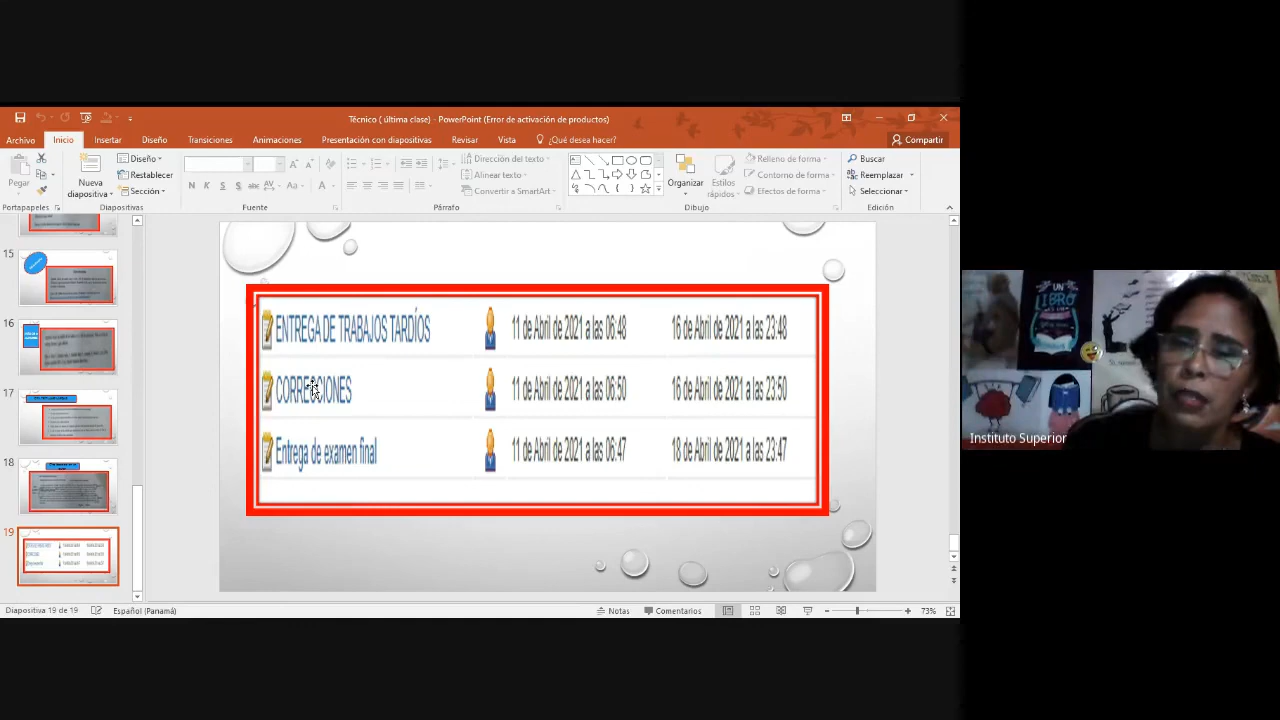 Técnico ( última clase) - PowerPoint (Error de activación de productos)
Archivo Inicio Insertar Diseño Transiciones Animaciones Presentación con diapositivas Revisar Vista ¿Qué desea hacer? Compartir
Pegar
Nueva diapositiva
Diseño
Restablecer
Sección
N K S S abc AV Aa A
Dirección del texto
Alinear texto
Convertir a SmartArt
Organizar
Estilos rápidos
Relleno de forma
Contorno de forma
Efectos de forma
Buscar
Reemplazar
Seleccionar
Portapapeles Diapositivas Fuente Párrafo Dibujo Edición
15
16
17
18
19
ENTREGA DE TRABAJOS TARDÍOS 11 de Abril de 2021 a las 06:48 16 de Abril de 2021 a las 23:48
CORRECCIONES 11 de Abril de 2021 a las 06:50 16 de Abril de 2021 a las 23:50
Entrega de examen final 11 de Abril de 2021 a las 06:47 18 de Abril de 2021 a las 23:47
Diapositiva 19 de 19 Español (Panamá) Notas Comentarios 73%
UN
LIBRO
Instituto Superior